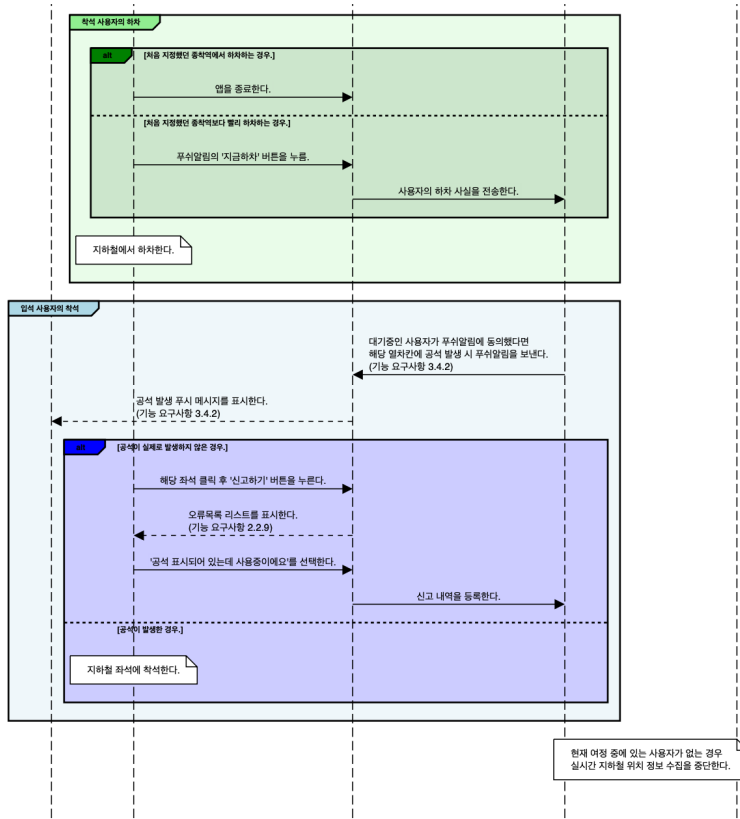 착석 사용자의 하차
alt
[처음 지정했던 종착역에서 하차하는 경우.]
앱을 종료한다.
[처음 지정했던 종착역보다 빨리 하차하는 경우.]
푸쉬알림의 '지금하차' 버튼을 누름.
사용자의 하차 사실을 전송한다.
지하철에서 하차한다.
입석 사용자의 착석
대기중인 사용자가 푸쉬알림에 동의했다면
해당 열차칸에 공석 발생 시 푸쉬알림을 보낸다.
(기능 요구사항 3.4.2)
공석 발생 푸시 메시지를 표시한다.
(기능 요구사항 3.4.2)
alt
[공석이 실제로 발생하지 않은 경우.]
해당 좌석 클릭 후 '신고하기' 버튼을 누른다.
오류목록 리스트를 표시한다.
(기능 요구사항 2.2.9)
'공석 표시되어 있는데 사용중이에요'를 선택한다.
신고 내역을 등록한다.
[공석이 발생한 경우.]
지하철 좌석에 착석한다.
현재 여정 중에 있는 사용자가 없는 경우
실시간 지하철 위치 정보 수집을 중단한다.